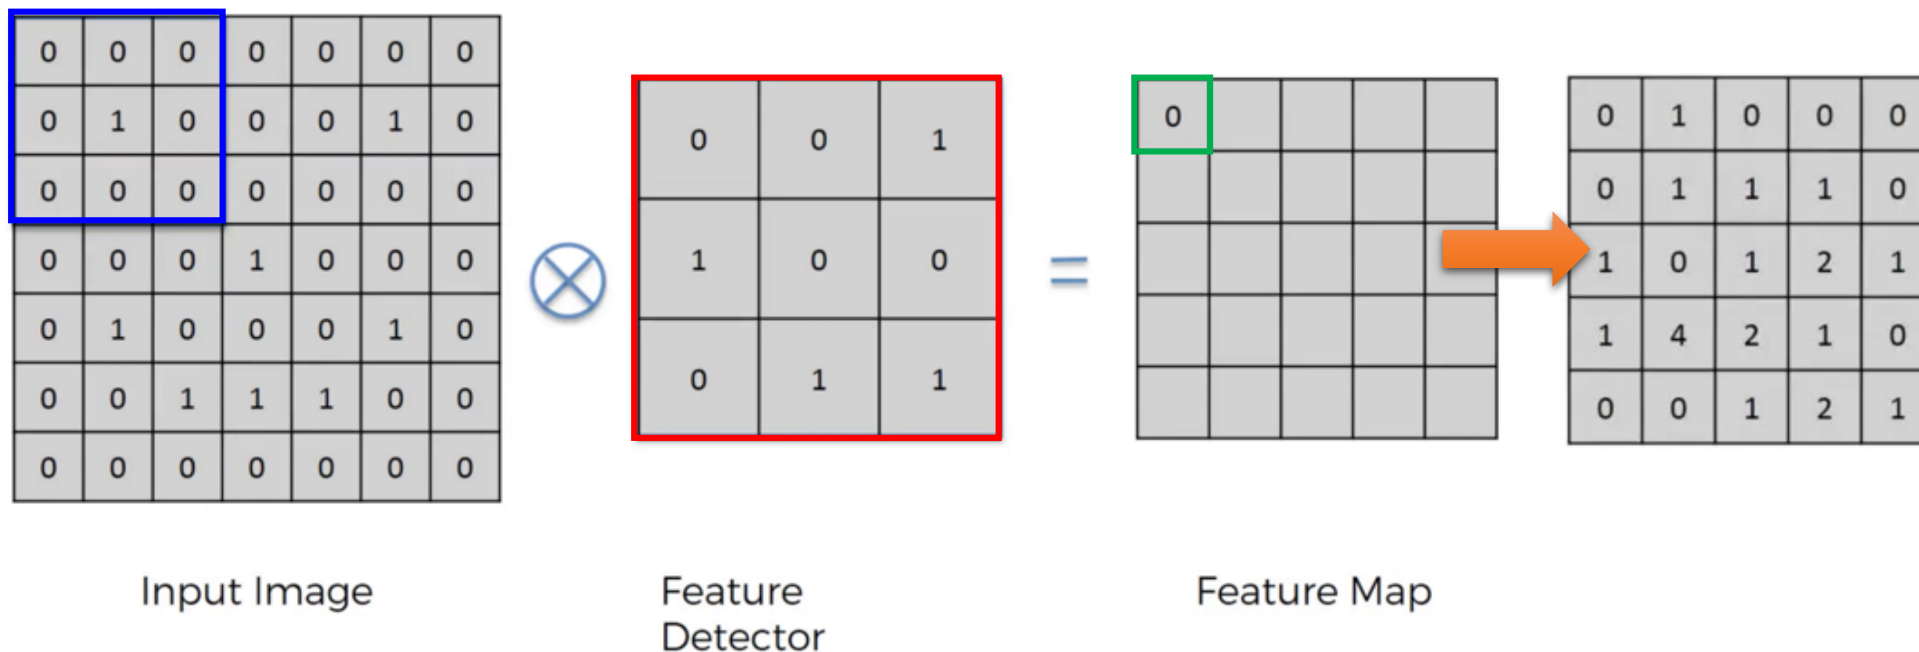 0 0 0 0 0 0 0
0 1 0 0 0 1 0
0 0 0 0 0 0 0
0 0 0 1 0 0 0
0 1 0 0 0 1 0
0 0 1 1 1 0 0
0 0 0 0 0 0 0
Input Image
0 0 1
1 0 0
0 1 1
Feature
Detector
=
0
Feature Map
0 1 0 0 0
0 1 1 1 0
1 0 1 2 1
1 4 2 1 0
0 0 1 2 1